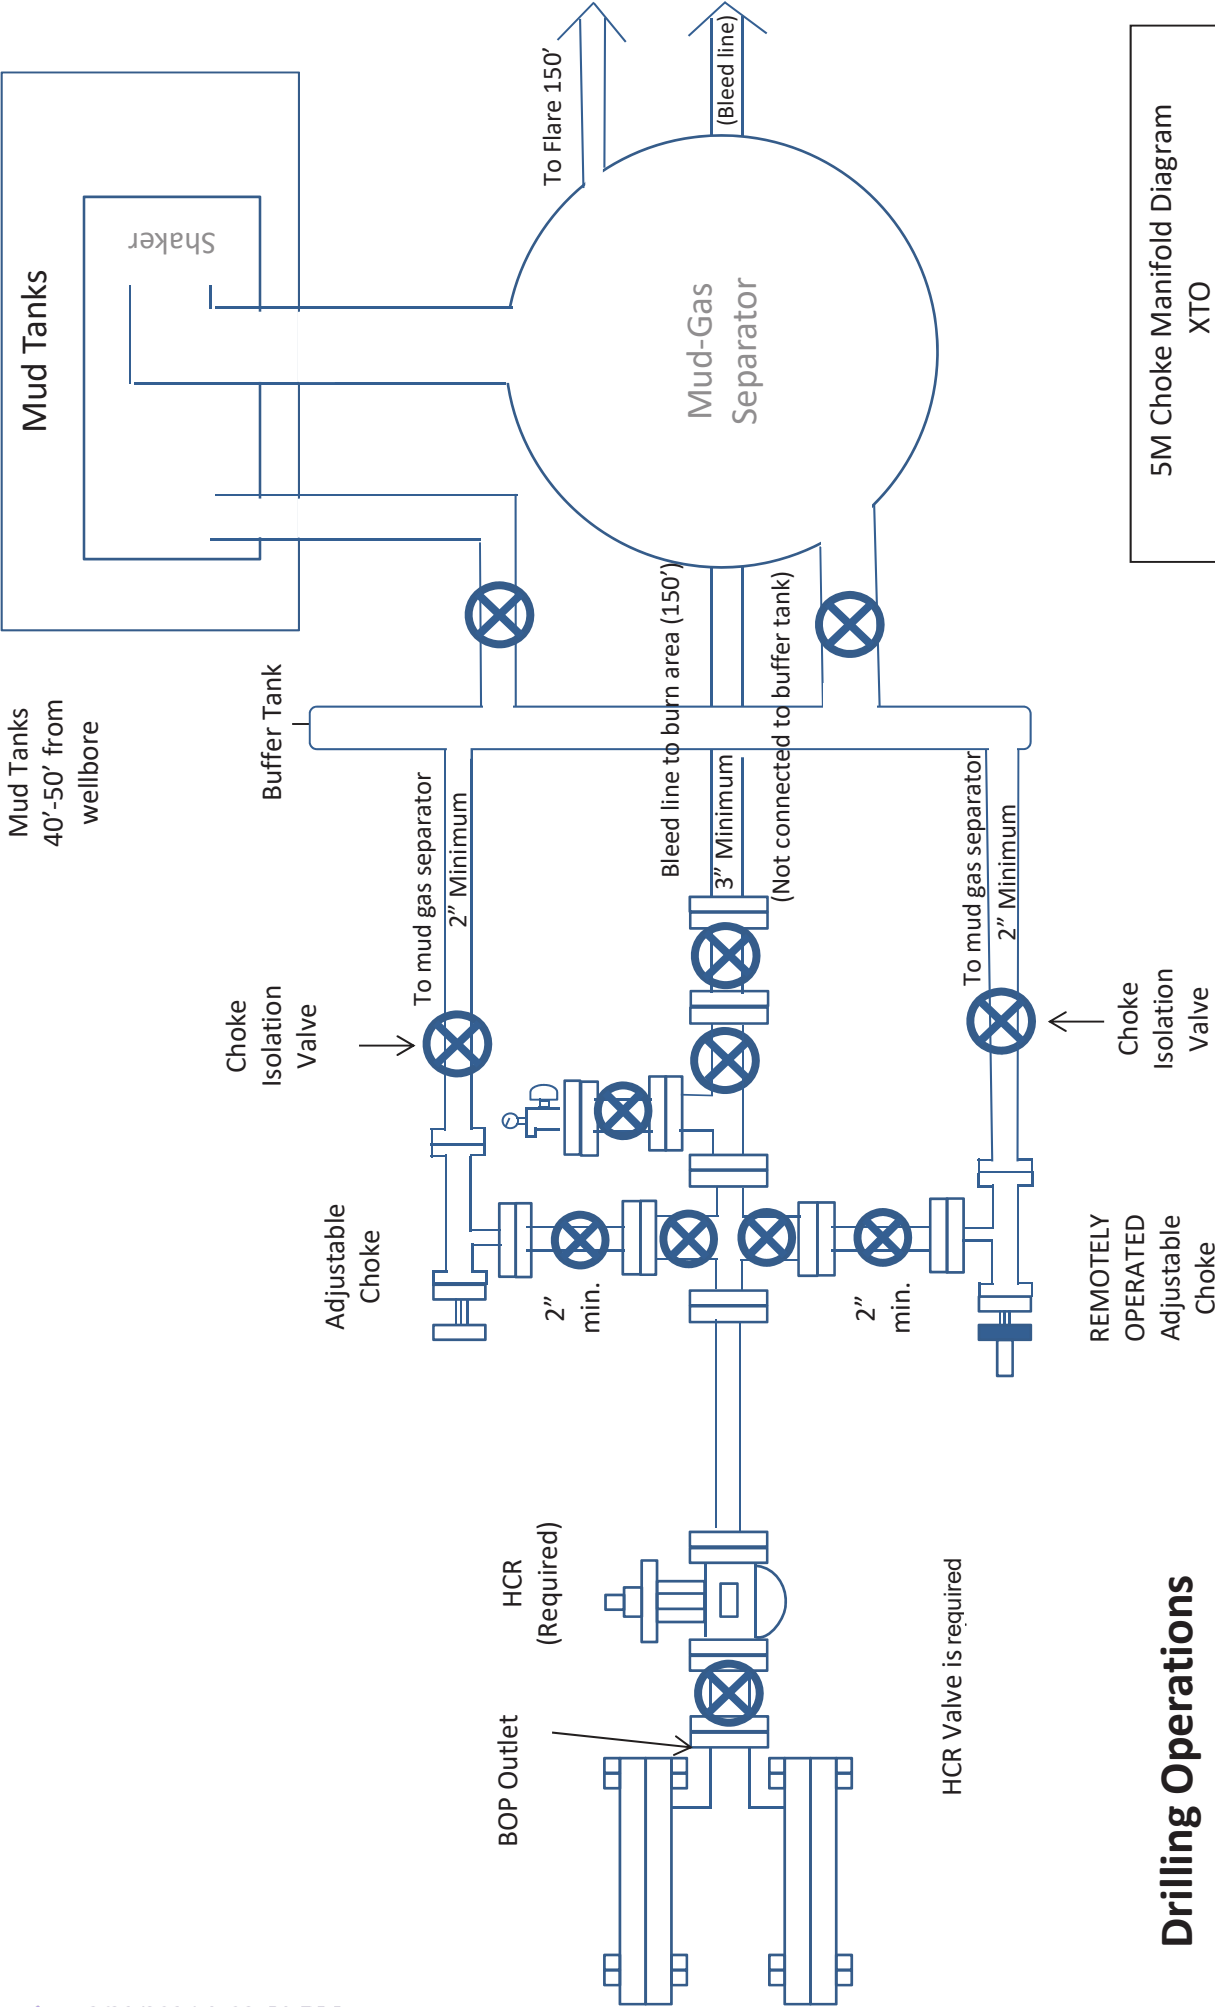 Mud Tanks
40’-50’ from
wellbore
Mud Tanks
Shaker
Buffer Tank
Choke
Isolation
Valve
Adjustable
Choke
To mud gas separator
2” Minimum
To Flare 150’
(Bleed line)
Mud-Gas
Separator
HCR
(Required)
BOP Outlet
2”
min.
Bleed line to burn area (150’)
3” Minimum
(Not connected to buffer tank)
2”
min.
HCR Valve is required
To mud gas separator
2” Minimum
REMOTELY
OPERATED
Adjustable
Choke
Choke
Isolation
Valve
Drilling Operations
5M Choke Manifold Diagram
XTO